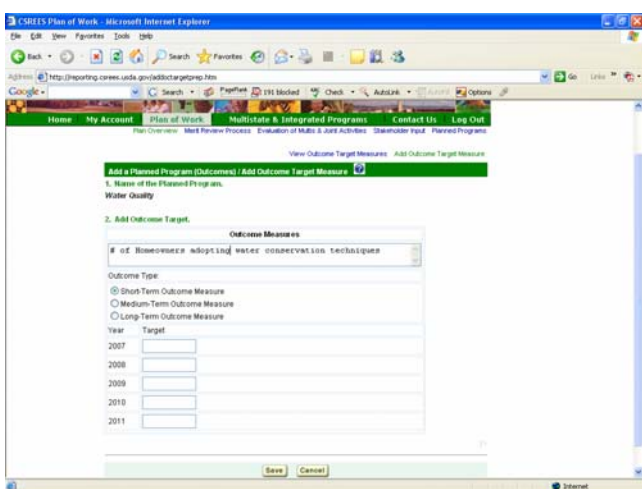 CSREES Plan of Work - Microsoft Internet Explorer
File Edit View Favorites Tools Help
Back Search Favorites
Address http://reporting.csrees.usda.gov/addoctargetprep.htm Go Links
Google Search PageRank 191 blocked Check AutoLink Options
Home My Account Plan of Work Multistate & Integrated Programs Contact Us Log Out
Plan Overview Merit Review Process Evaluation of Multis & Joint Activities Stakeholder Input Planned Programs
View Outcome Target Measures Add Outcome Target Measure
Add a Planned Program (Outcomes) / Add Outcome Target Measure
1. Name of the Planned Program.
Water Quality
2. Add Outcome Target.
Outcome Measures
# of Homeowners adopting water conservation techniques
Outcome Type:
Short-Term Outcome Measure
Medium-Term Outcome Measure
Long-Term Outcome Measure
Year Target
2007
2008
2009
2010
2011
Save Cancel
Internet